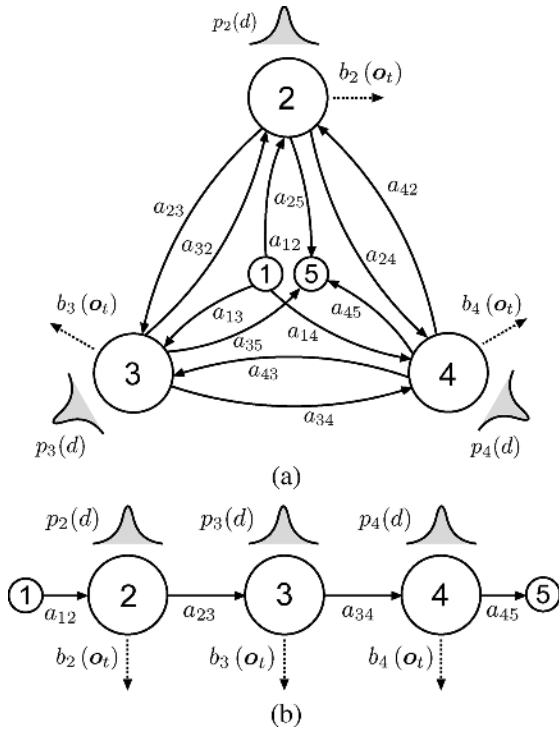 p₂(d)
b₂(oₜ)
2
a₂₃
a₃₂
a₂₅
a₁₂
a₄₂
a₂₄
1
5
b₃(oₜ)
b₄(oₜ)
a₁₃
a₃₅
a₁₄
a₄₅
3
4
a₄₃
a₃₄
p₃(d)
p₄(d)
(a)
p₂(d) p₃(d) p₄(d)
1 2 3 4 5
a₁₂ a₂₃ a₃₄ a₄₅
b₂(oₜ) b₃(oₜ) b₄(oₜ)
(b)